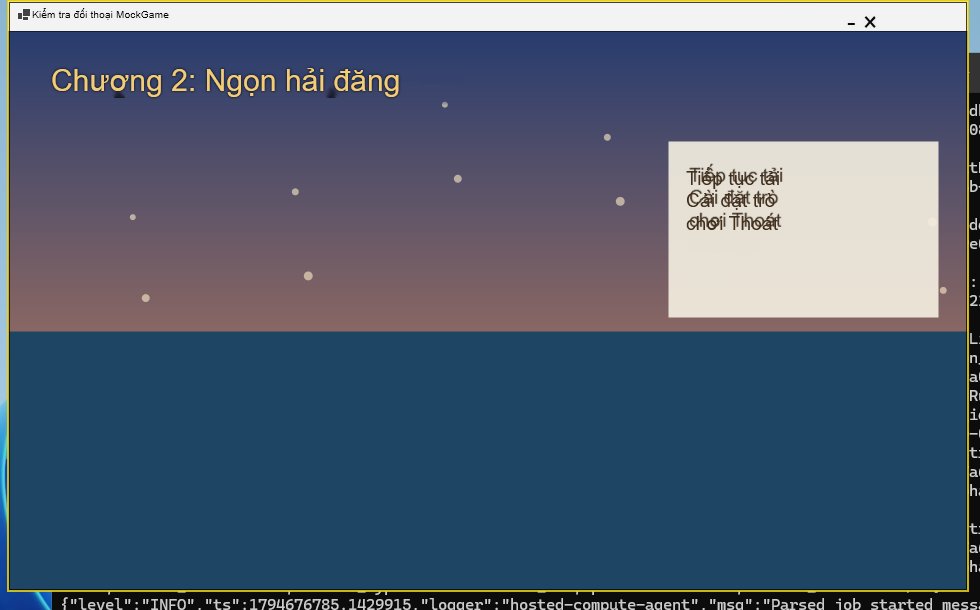 Kiểm tra đối thoại MockGame
Chương 2: Ngọn hải đăng
Tiếp tục tải
Cài đặt trò
chơi Thoát
{"level":"INFO","ts":1794676785.1429915,"logger":"hosted-compute-agent","msg":"Parsed job started mes